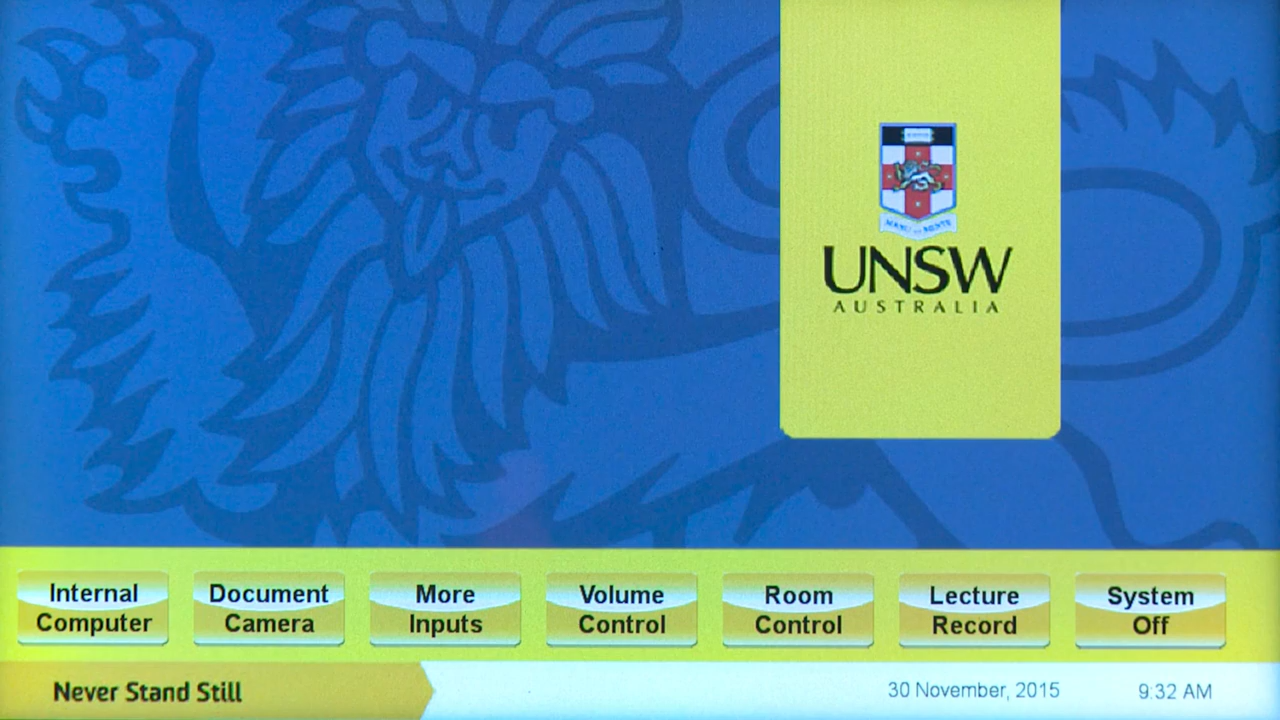 UNSW
AUSTRALIA
Internal
Computer
Document
Camera
More
Inputs
Volume
Control
Room
Control
Lecture
Record
System
Off
Never Stand Still
30 November, 2015
9:32 AM